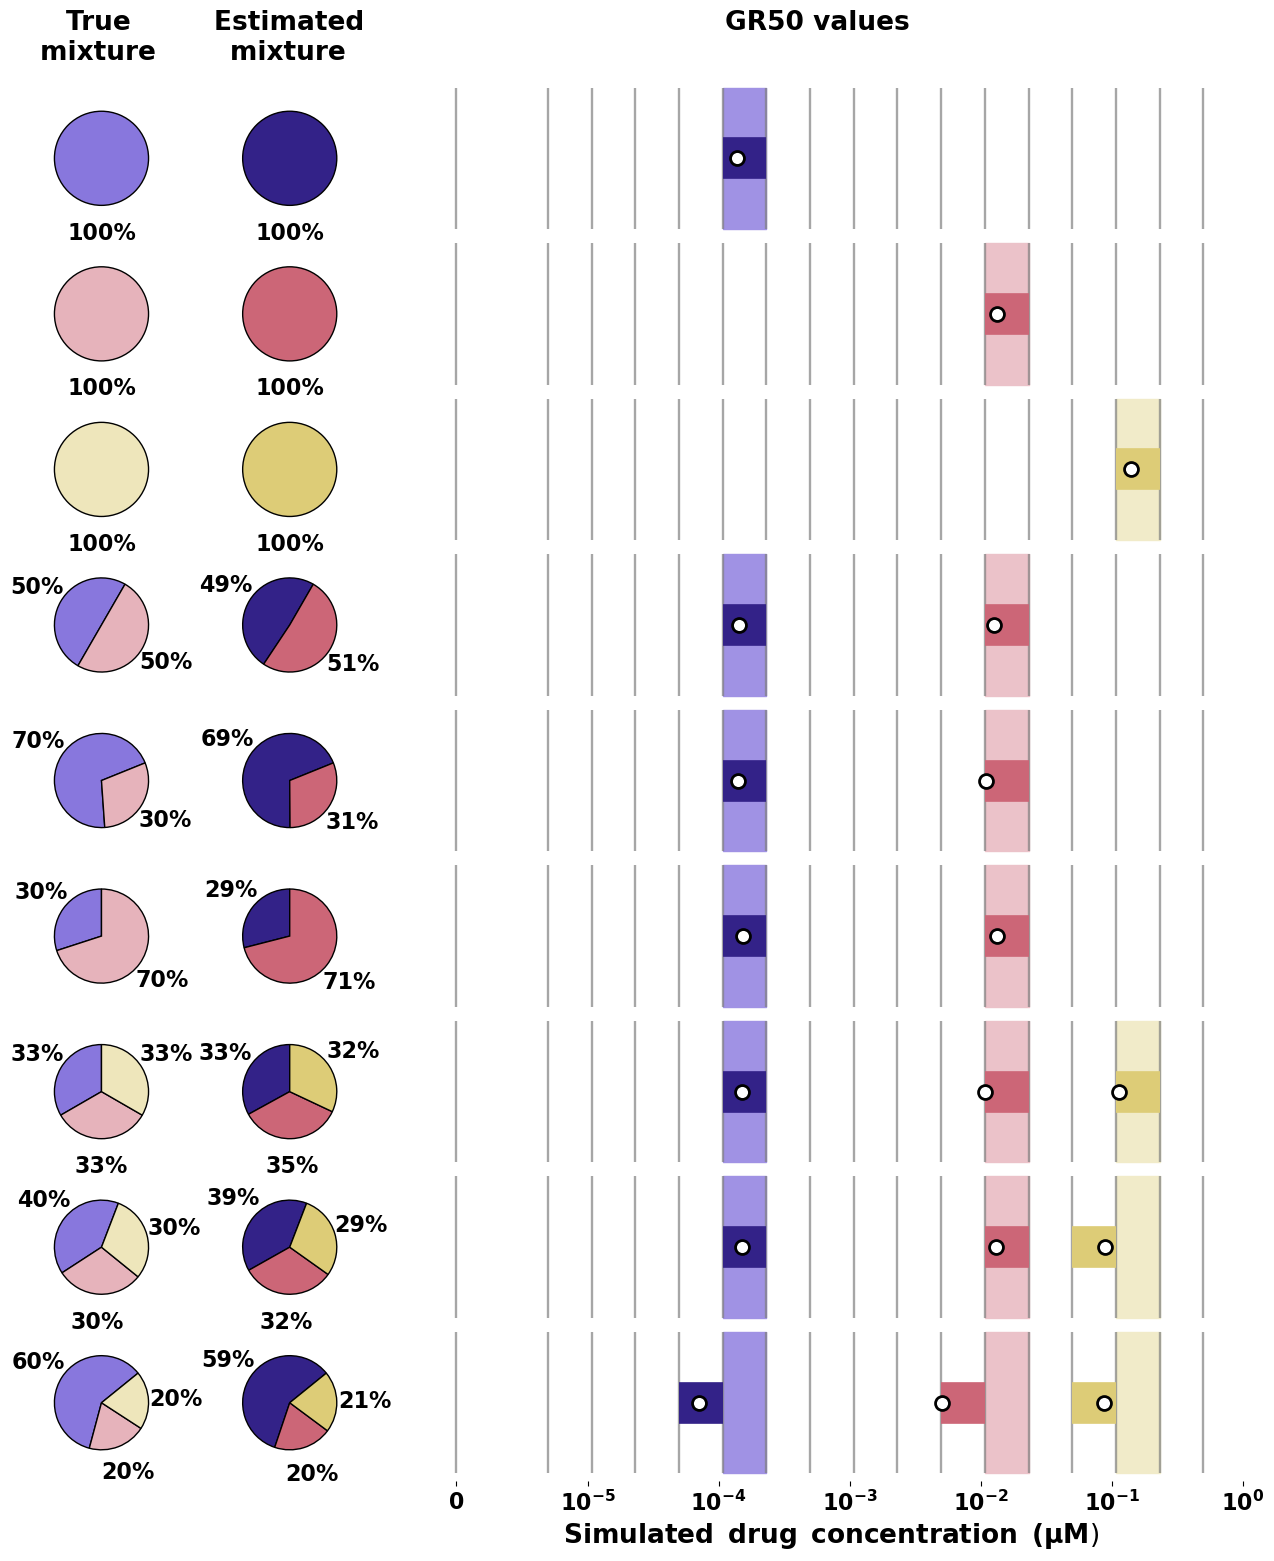 True mixture
Estimated mixture
GR50 values
100% 100%
100% 100%
100% 100%
50% 50% 49% 51%
70% 30% 69% 31%
30% 70% 29% 71%
33% 33% 33% 33% 32% 35%
40% 30% 30% 39% 29% 32%
60% 20% 20% 59% 21% 20%
0 10⁻⁵ 10⁻⁴ 10⁻³ 10⁻² 10⁻¹ 10⁰
Simulated drug concentration (μM)